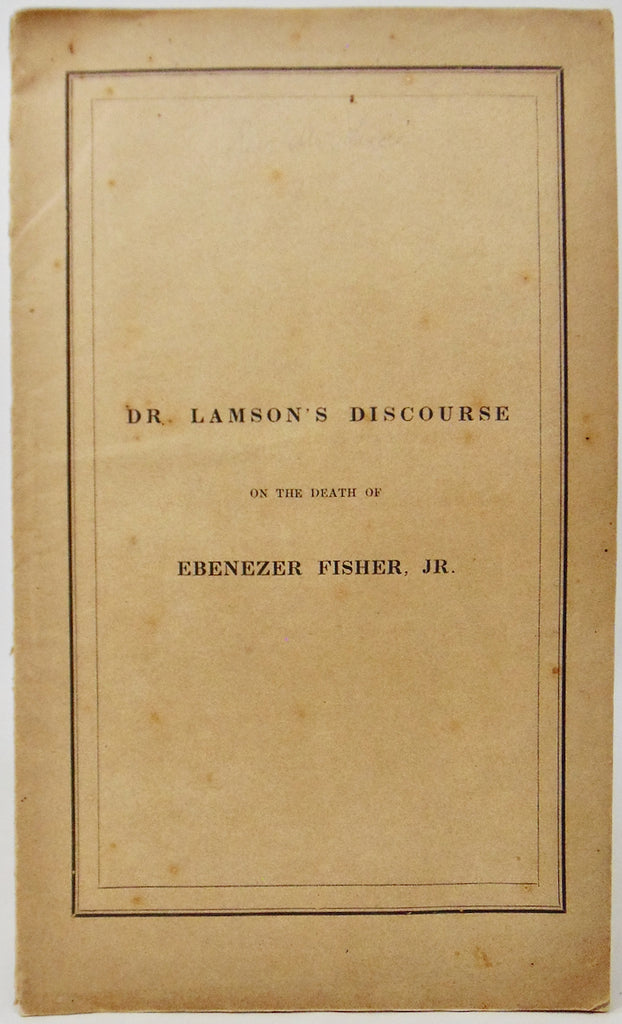 DR. LAMSON'S DISCOURSE
ON THE DEATH OF
EBENEZER FISHER, JR.